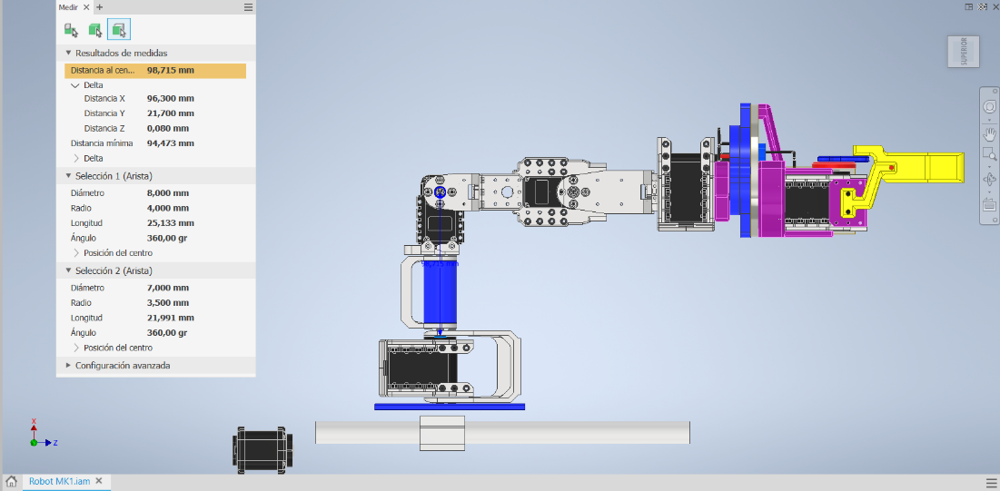 Medir
Resultados de medidas
Distancia al cen... 98,715 mm
Delta
Distancia X 96,300 mm
Distancia Y 21,700 mm
Distancia Z 0,080 mm
Distancia mínima 94,473 mm
Delta
Selección 1 (Arista)
Diámetro 8,000 mm
Radio 4,000 mm
Longitud 25,133 mm
Ángulo 360,00 gr
Posición del centro
Selección 2 (Arista)
Diámetro 7,000 mm
Radio 3,500 mm
Longitud 21,991 mm
Ángulo 360,00 gr
Posición del centro
Configuración avanzada
SUPERIOR
98,715 mm
X
Z
Robot MK1.iam